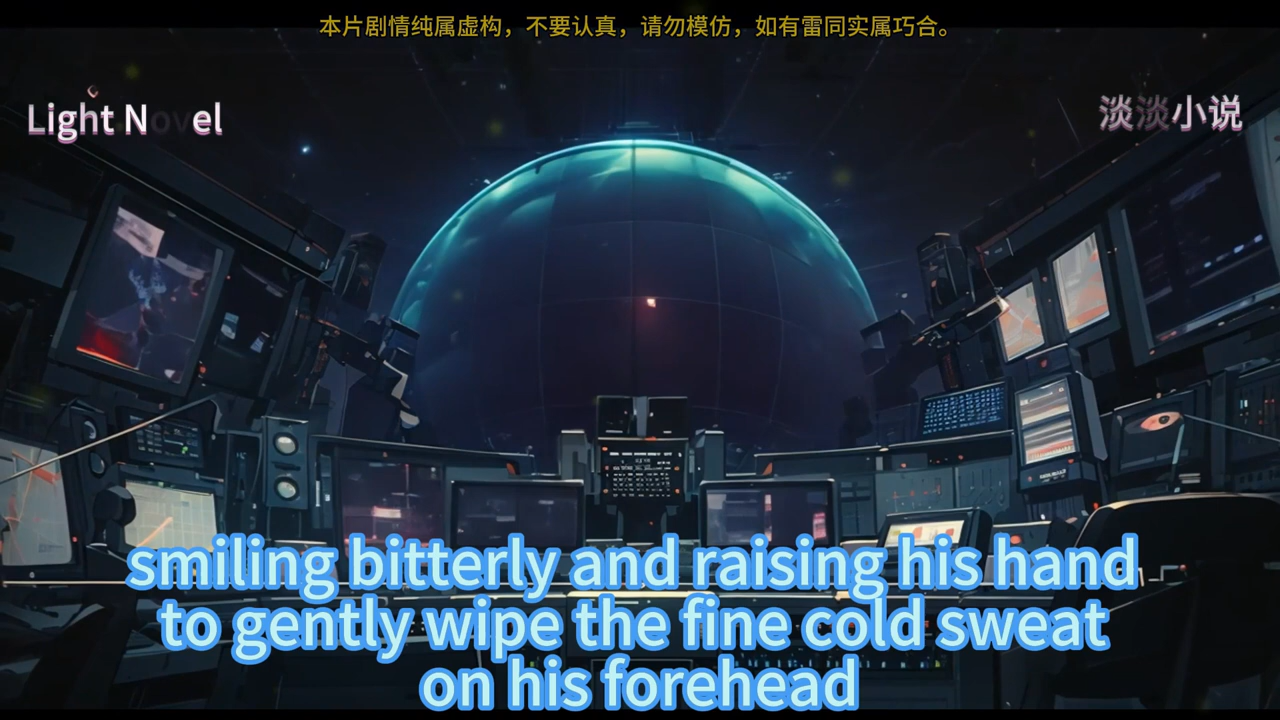 本片剧情纯属虚构，不要认真，请勿模仿，如有雷同实属巧合。
Light Novel
淡淡小说
smiling bitterly and raising his hand
to gently wipe the fine cold sweat
on his forehead